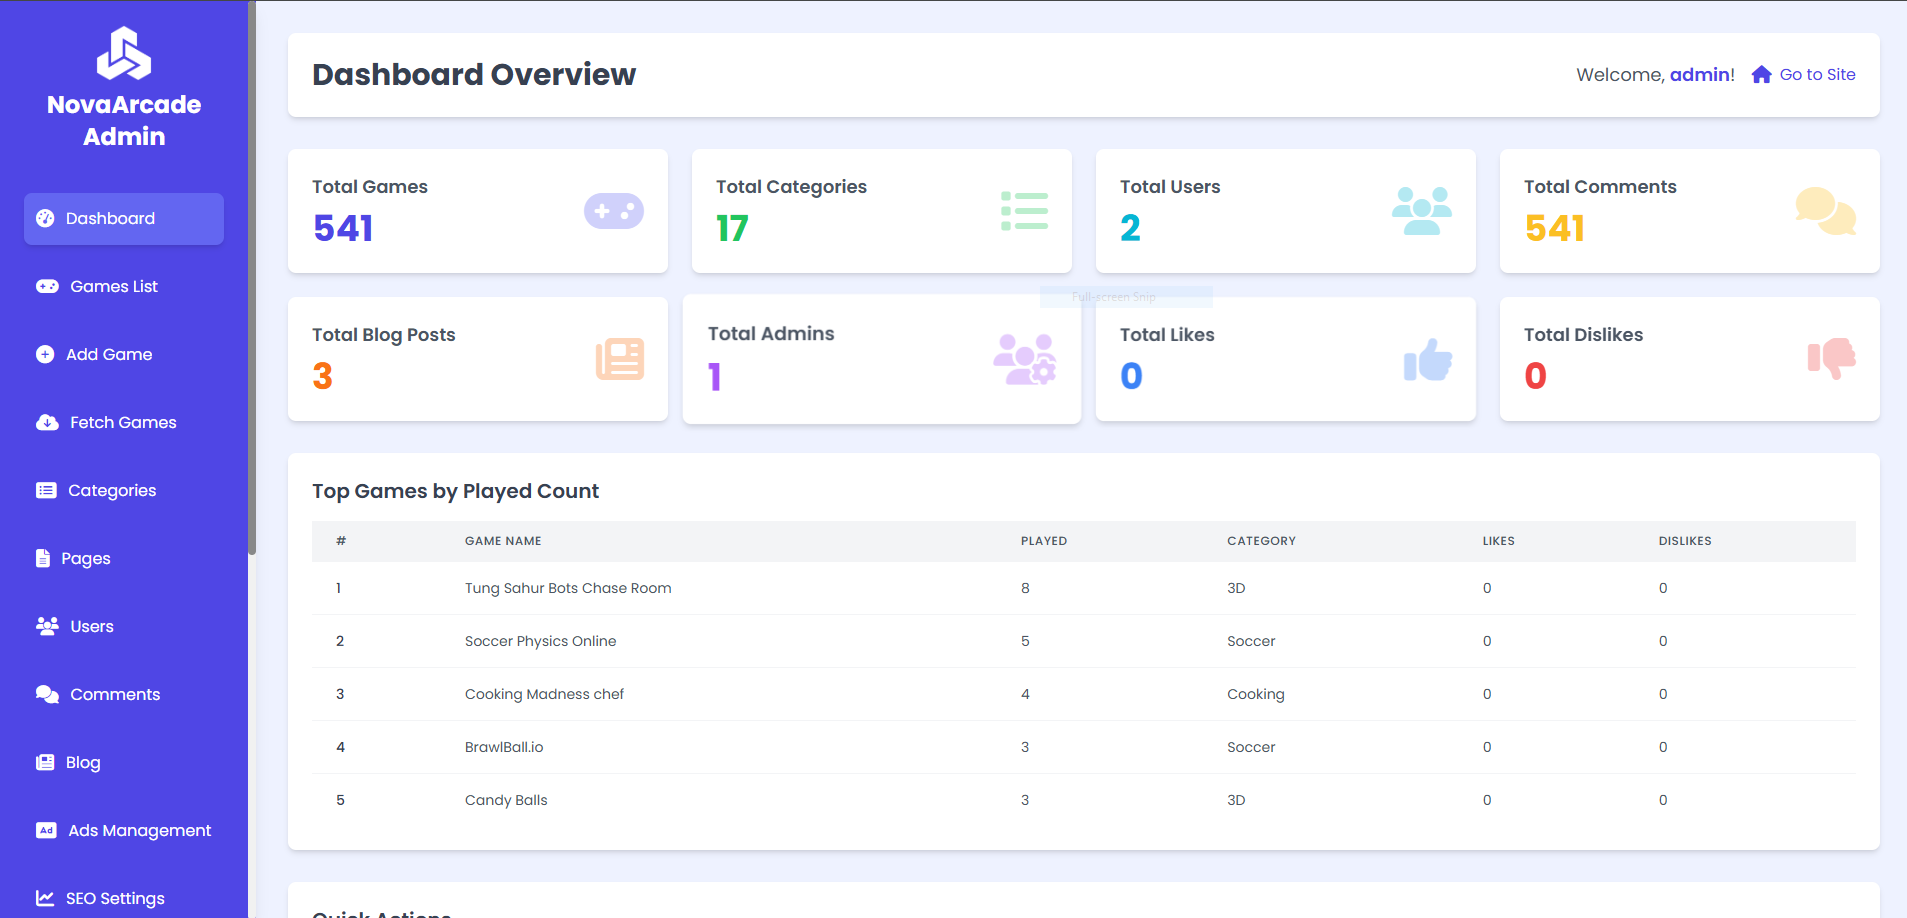 NovaArcade
Admin
Dashboard
Games List
Add Game
Fetch Games
Categories
Pages
Users
Comments
Blog
Ad Ads Management
SEO Settings
Dashboard Overview
Welcome, admin! Go to Site
Total Games
541
Total Categories
17
Total Users
2
Total Comments
541
Full-screen Snip
Total Blog Posts
3
Total Admins
1
Total Likes
0
Total Dislikes
0
Top Games by Played Count
# GAME NAME PLAYED CATEGORY LIKES DISLIKES
1 Tung Sahur Bots Chase Room 8 3D 0 0
2 Soccer Physics Online 5 Soccer 0 0
3 Cooking Madness chef 4 Cooking 0 0
4 BrawlBall.io 3 Soccer 0 0
5 Candy Balls 3 3D 0 0
Quick Actions